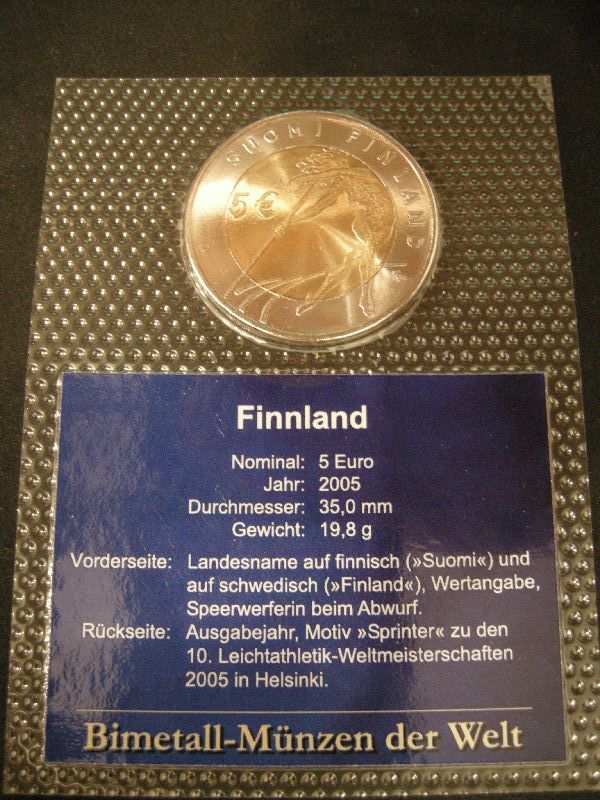 SUOMI FINLAND
5 €
Finnland
Nominal: 5 Euro
Jahr: 2005
Durchmesser: 35,0 mm
Gewicht: 19,8 g
Vorderseite: Landesname auf finnisch (»Suomi«) und
auf schwedisch (»Finland«), Wertangabe,
Speerwerferin beim Abwurf.
Rückseite: Ausgabejahr, Motiv »Sprinter« zu den
10. Leichtathletik-Weltmeisterschaften
2005 in Helsinki.
Bimetall-Münzen der Welt